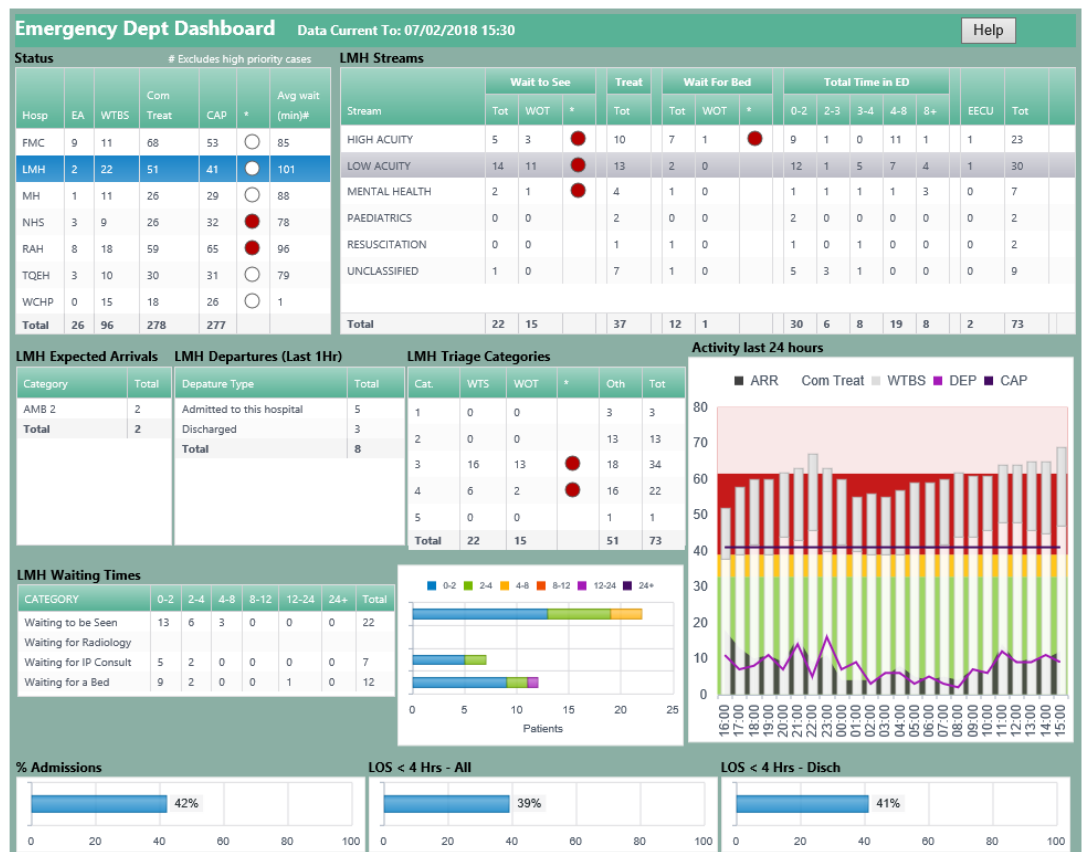 Emergency Dept Dashboard Data Current To: 07/02/2018 15:30 Help
Status # Excludes high priority cases
Com Avg wait
Hosp EA WTBS Treat CAP * (min)#
FMC 9 11 68 53 85
LMH 2 22 51 41 101
MH 1 11 26 29 88
NHS 3 9 26 32 78
RAH 8 18 59 65 96
TQEH 3 10 30 31 79
WCHP 0 15 18 26 1
Total 26 96 278 277
LMH Streams
Wait to See Treat Wait For Bed Total Time in ED
Stream Tot WOT * Tot Tot WOT * 0-2 2-3 3-4 4-8 8+ EECU Tot
HIGH ACUITY 5 3 10 7 1 9 1 0 11 1 1 23
LOW ACUITY 14 11 13 2 0 12 1 5 7 4 1 30
MENTAL HEALTH 2 1 4 1 0 1 1 1 1 3 0 7
PAEDIATRICS 0 0 2 0 0 2 0 0 0 0 0 2
RESUSCITATION 0 0 1 1 0 1 0 1 0 0 0 2
UNCLASSIFIED 1 0 7 1 0 5 3 1 0 0 0 9
Total 22 15 37 12 1 30 6 8 19 8 2 73
LMH Expected Arrivals
Category Total
AMB 2 2
Total 2
LMH Departures (Last 1Hr)
Depature Type Total
Admitted to this hospital 5
Discharged 3
Total 8
LMH Triage Categories
Cat. WTS WOT * Oth Tot
1 0 0 3 3
2 0 0 13 13
3 16 13 18 34
4 6 2 16 22
5 0 0 1 1
Total 22 15 51 73
Activity last 24 hours
ARR Com Treat WTBS DEP CAP
80
70
60
50
40
30
20
10
0
16:00 17:00 18:00 19:00 20:00 21:00 22:00 23:00 00:00 01:00 02:00 03:00 04:00 05:00 06:00 07:00 08:00 09:00 10:00 11:00 12:00 13:00 14:00 15:00
LMH Waiting Times
CATEGORY 0-2 2-4 4-8 8-12 12-24 24+ Total
Waiting to be Seen 13 6 3 0 0 0 22
Waiting for Radiology
Waiting for IP Consult 5 2 0 0 0 0 7
Waiting for a Bed 9 2 0 0 1 0 12
0-2 2-4 4-8 8-12 12-24 24+
0 5 10 15 20 25
Patients
% Admissions
42%
0 20 40 60 80 100
LOS < 4 Hrs - All
39%
0 20 40 60 80 100
LOS < 4 Hrs - Disch
41%
0 20 40 60 80 100